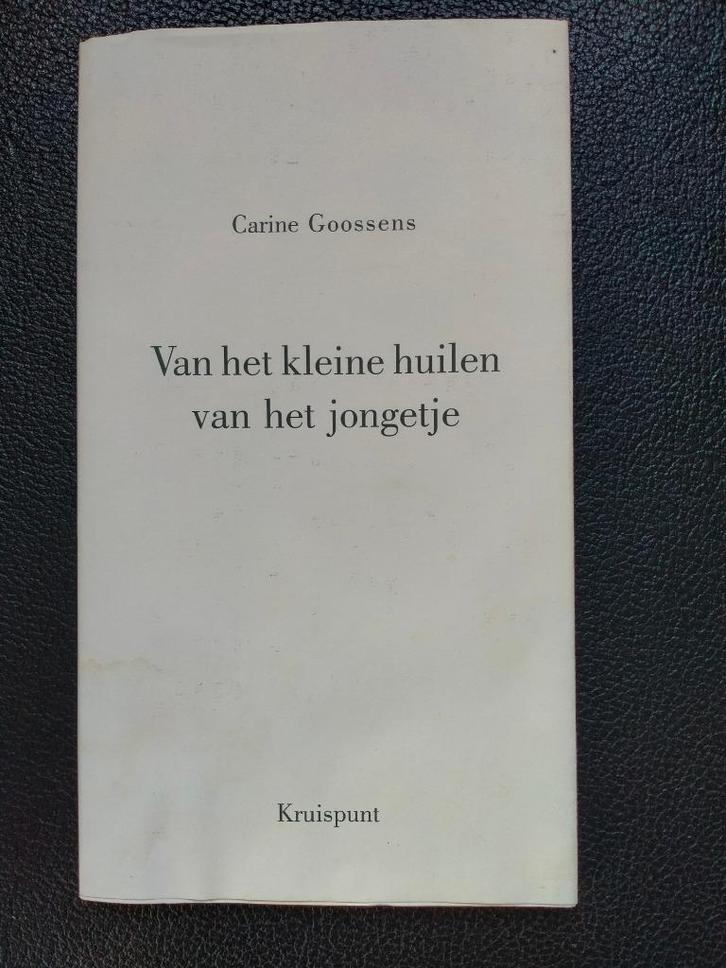 Carine Goossens
Van het kleine huilen
van het jongetje
Kruispunt